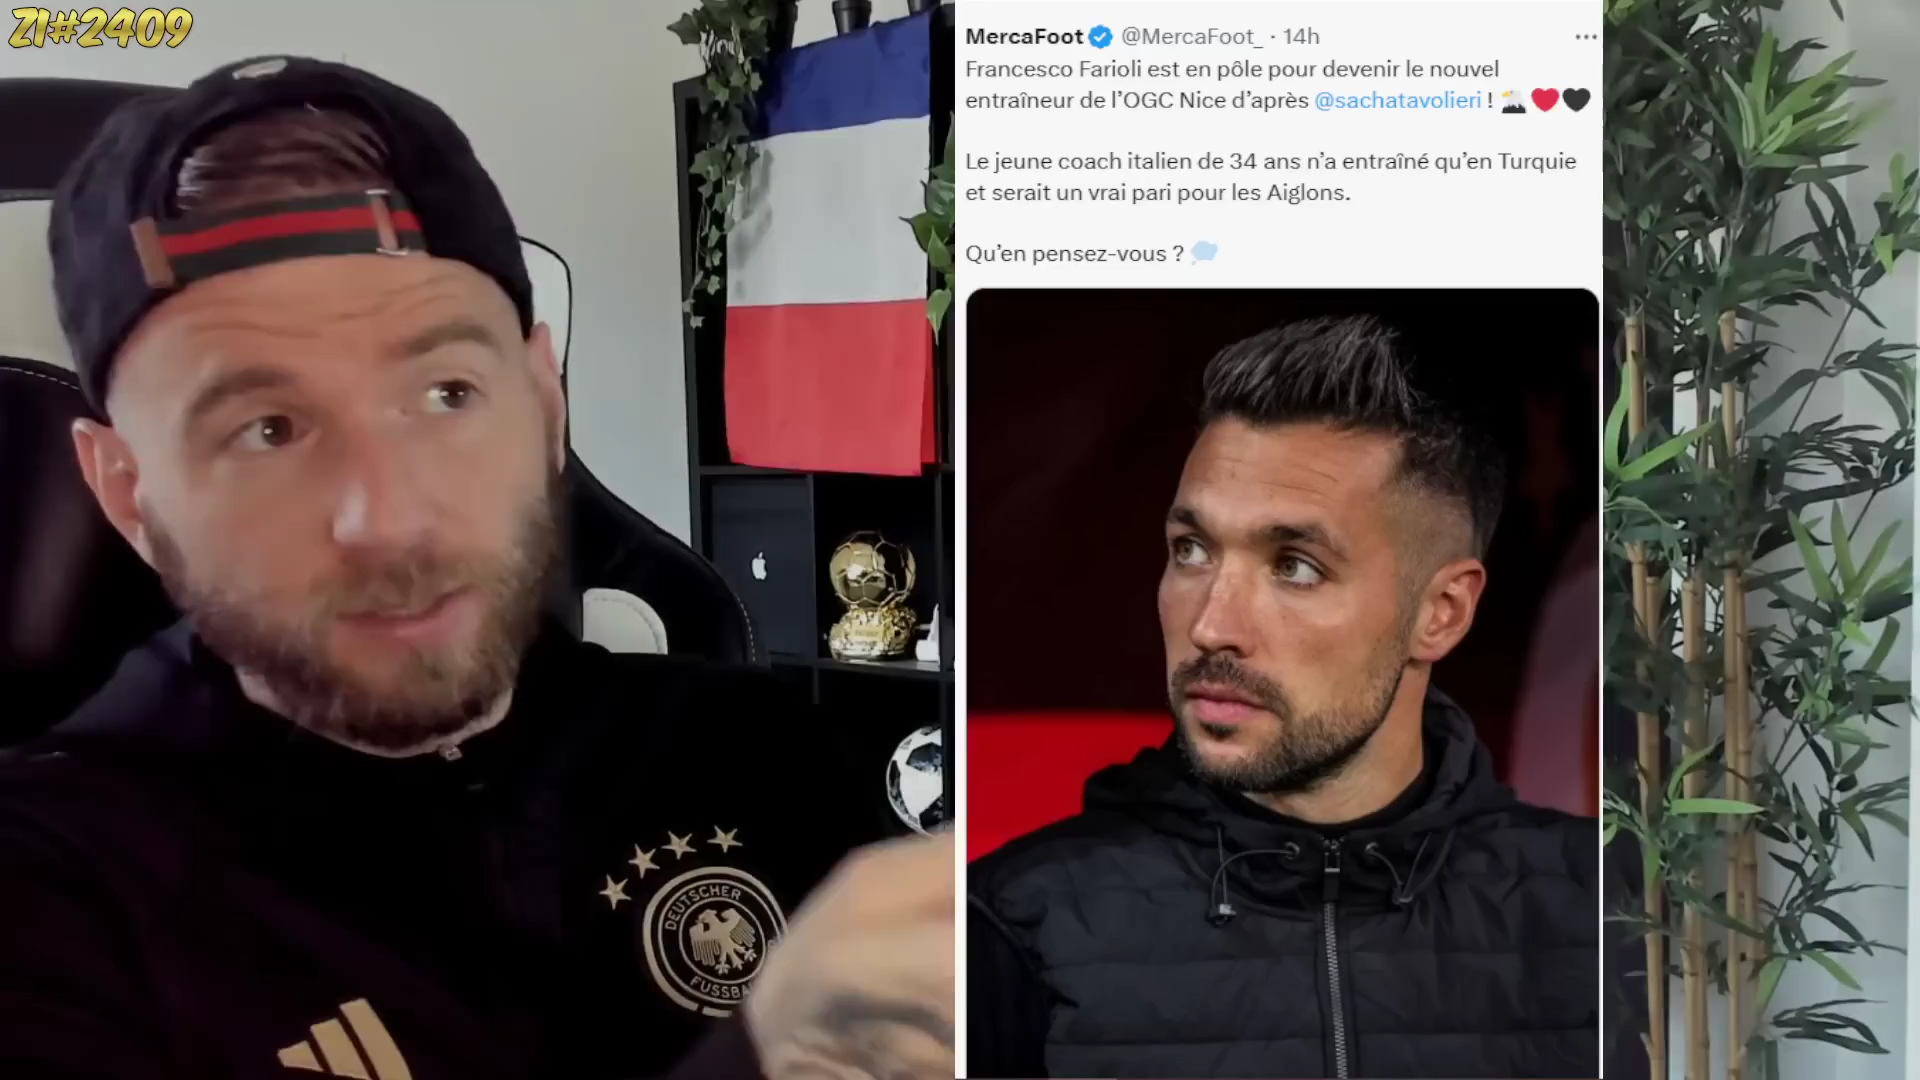 ZI#2409
MercaFoot @MercaFoot_ · 14h
Francesco Farioli est en pôle pour devenir le nouvel
entraîneur de l’OGC Nice d’après @sachatavolieri ! 🦅❤️🖤
Le jeune coach italien de 34 ans n’a entraîné qu’en Turquie
et serait un vrai pari pour les Aiglons.
Qu’en pensez-vous ? 💭
DEUTSCHER
FUSSBA